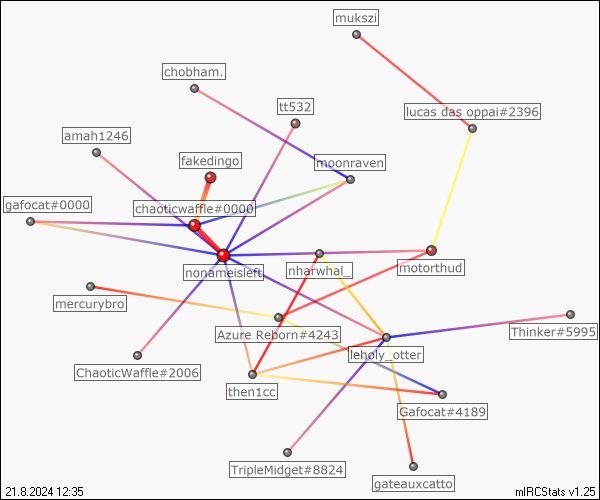 mukszi
chobham.
tt532
lucas das oppai#2396
amah1246
fakedingo
moonraven
gafocat#0000
chaoticwaffle#0000
nonameisleft
nharwhal_
motorthud
mercurybro
Azure Reborn#4243
Thinker#5995
leholy_otter
ChaoticWaffle#2006
then1cc
Gafocat#4189
TripleMidget#8824
gateauxcatto
21.8.2024 12:35
mIRCStats v1.25